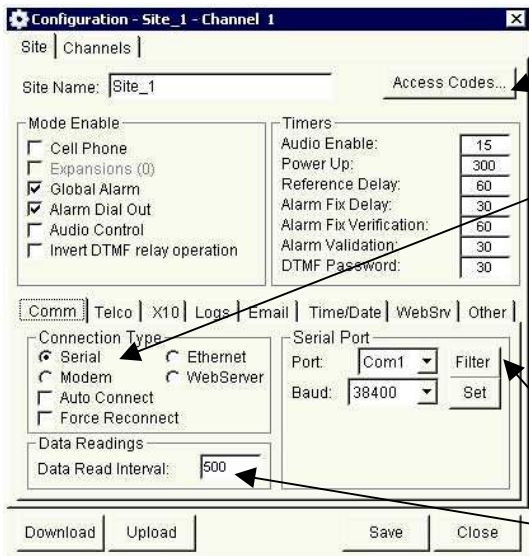 Configuration - Site_1 - Channel 1
Site Channels
Site Name: Site_1
Access Codes...
Mode Enable
Cell Phone
Expansions (0)
Global Alarm
Alarm Dial Out
Audio Control
Invert DTMF relay operation
Timers
Audio Enable: 15
Power Up: 300
Reference Delay: 60
Alarm Fix Delay: 30
Alarm Fix Verification: 60
Alarm Validation: 30
DTMF Password: 30
Comm Telco X10 Logs Email Time/Date WebSrv Other
Connection Type
Serial Ethernet
Modem WebServer
Auto Connect
Force Reconnect
Serial Port
Port: Com1 Filter
Baud: 38400 Set
Data Readings
Data Read Interval: 500
Download Upload Save Close